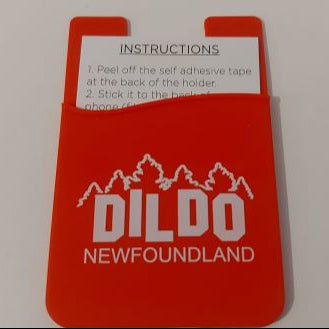 INSTRUCTIONS
1. Peel off the self adhesive tape
at the back of the holder.
2. Stick it to the back of
phone
DILDO
NEWFOUNDLAND